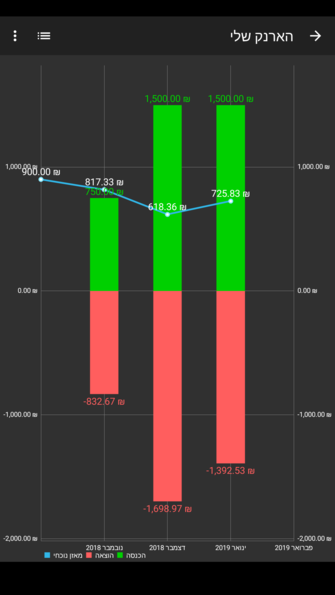 הארנק שלי
1,500.00 ₪ 1,500.00 ₪
1,000.00 ₪ 1,000.00 ₪
900.00 ₪
817.33 ₪
750.00 ₪
725.83 ₪
618.36 ₪
0.00 ₪ 0.00 ₪
-832.67 ₪
-1,000.00 ₪ -1,000.00 ₪
-1,392.53 ₪
-1,698.97 ₪
-2,000.00 ₪ -2,000.00 ₪
נובמבר 2018 דצמבר 2018 ינואר 2019 פברואר 2019
מאזן נוכחי הוצאה הכנסה